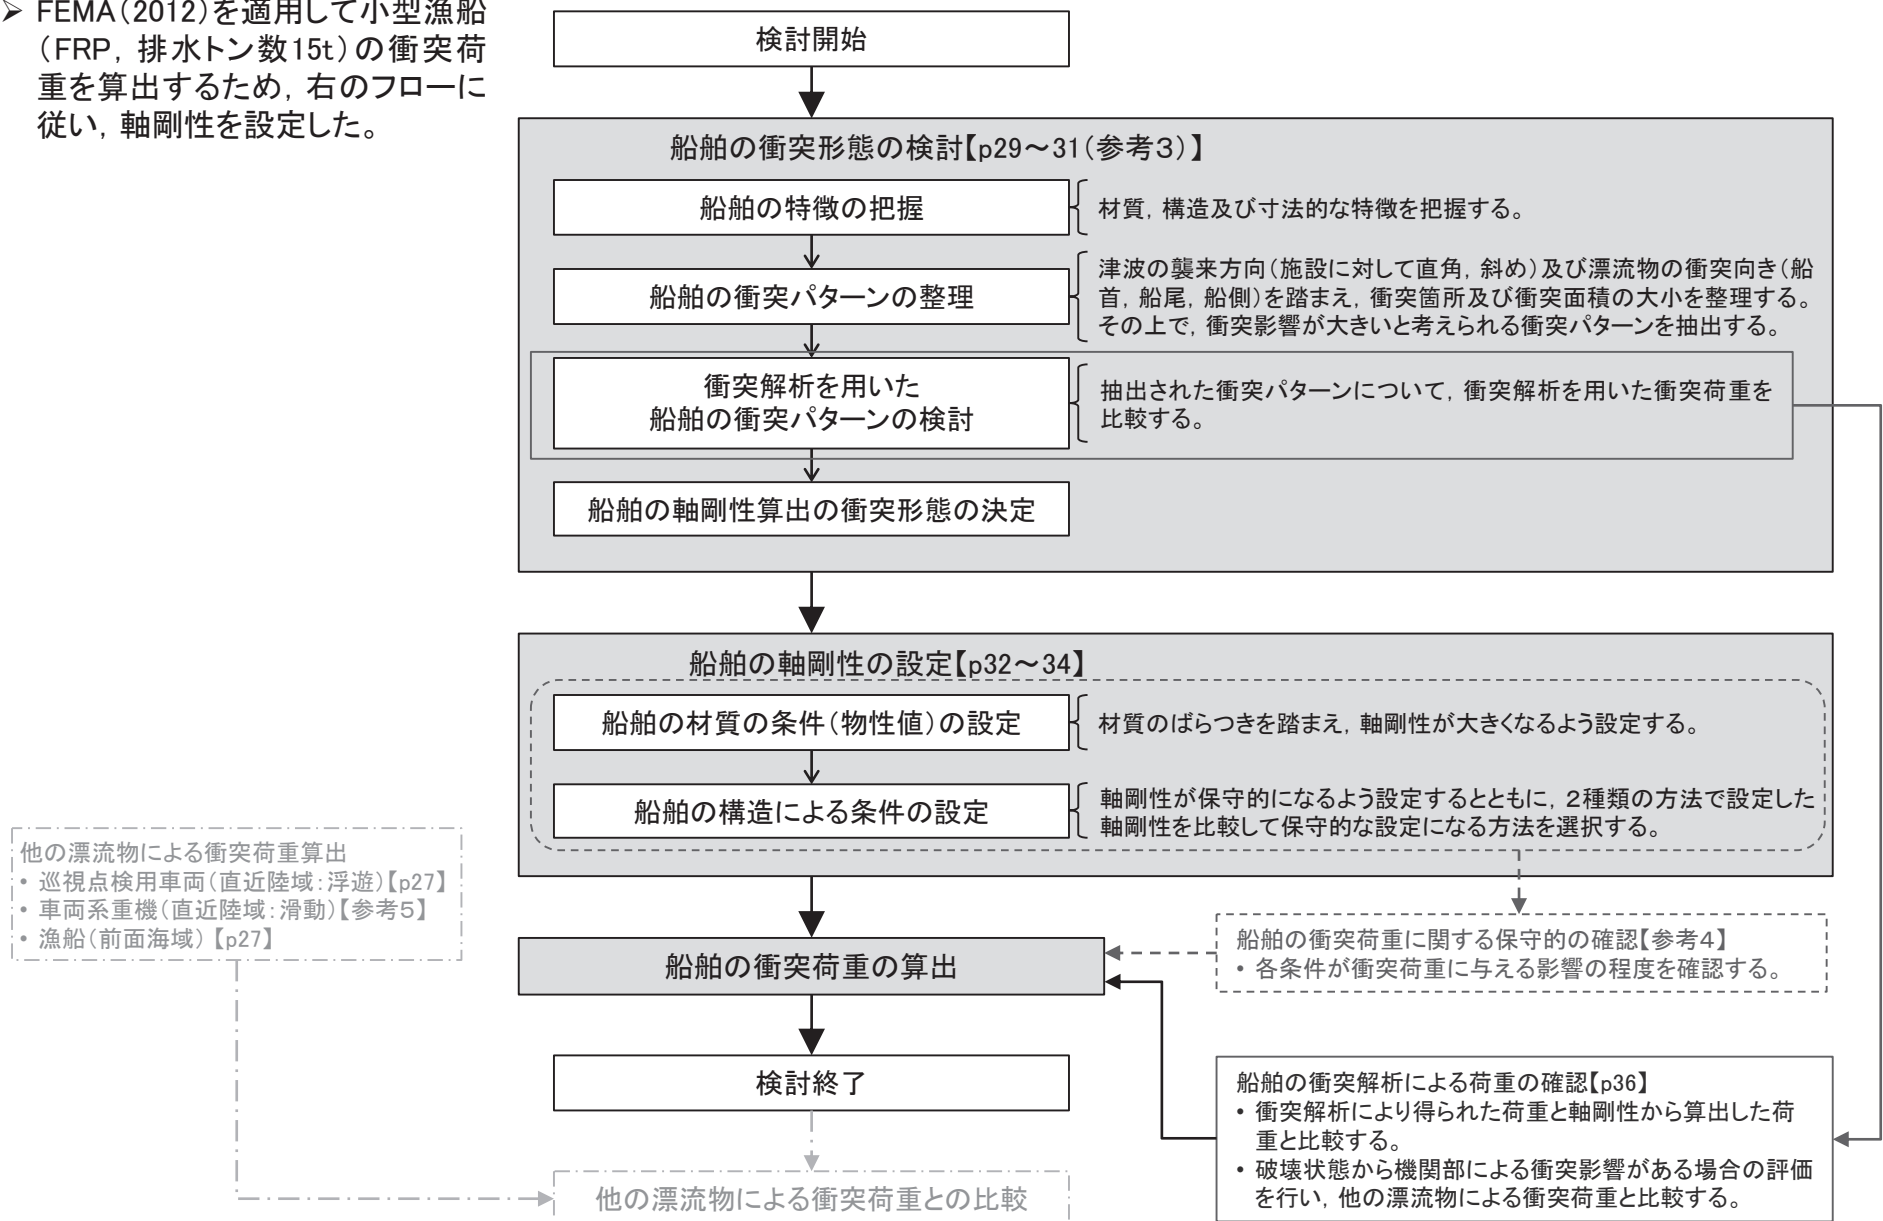 ➢ FEMA(2012)を適用して小型漁船
(FRP,排水トン数15t)の衝突荷
重を算出するため,右のフローに
従い,軸剛性を設定した。
検討開始
船舶の衝突形態の検討【p29～31(参考3)】
船舶の特徴の把握
材質,構造及び寸法的な特徴を把握する。
船舶の衝突パターンの整理
津波の襲来方向(施設に対して直角,斜め)及び漂流物の衝突向き(船
首,船尾,船側)を踏まえ,衝突箇所及び衝突面積の大小を整理する。
その上で,衝突影響が大きいと考えられる衝突パターンを抽出する。
衝突解析を用いた
船舶の衝突パターンの検討
抽出された衝突パターンについて,衝突解析を用いた衝突荷重を
比較する。
船舶の軸剛性算出の衝突形態の決定
船舶の軸剛性の設定【p32～34】
船舶の材質の条件(物性値)の設定
材質のばらつきを踏まえ,軸剛性が大きくなるよう設定する。
船舶の構造による条件の設定
軸剛性が保守的になるよう設定するとともに,2種類の方法で設定した
軸剛性を比較して保守的な設定になる方法を選択する。
他の漂流物による衝突荷重算出
• 巡視点検用車両(直近陸域:浮遊)【p27】
• 車両系重機(直近陸域:滑動)【参考5】
• 漁船(前面海域)【p27】
船舶の衝突荷重の算出
船舶の衝突荷重に関する保守的の確認【参考4】
• 各条件が衝突荷重に与える影響の程度を確認する。
検討終了
船舶の衝突解析による荷重の確認【p36】
• 衝突解析により得られた荷重と軸剛性から算出した荷
重と比較する。
• 破壊状態から機関部による衝突影響がある場合の評価
を行い,他の漂流物による衝突荷重と比較する。
他の漂流物による衝突荷重との比較